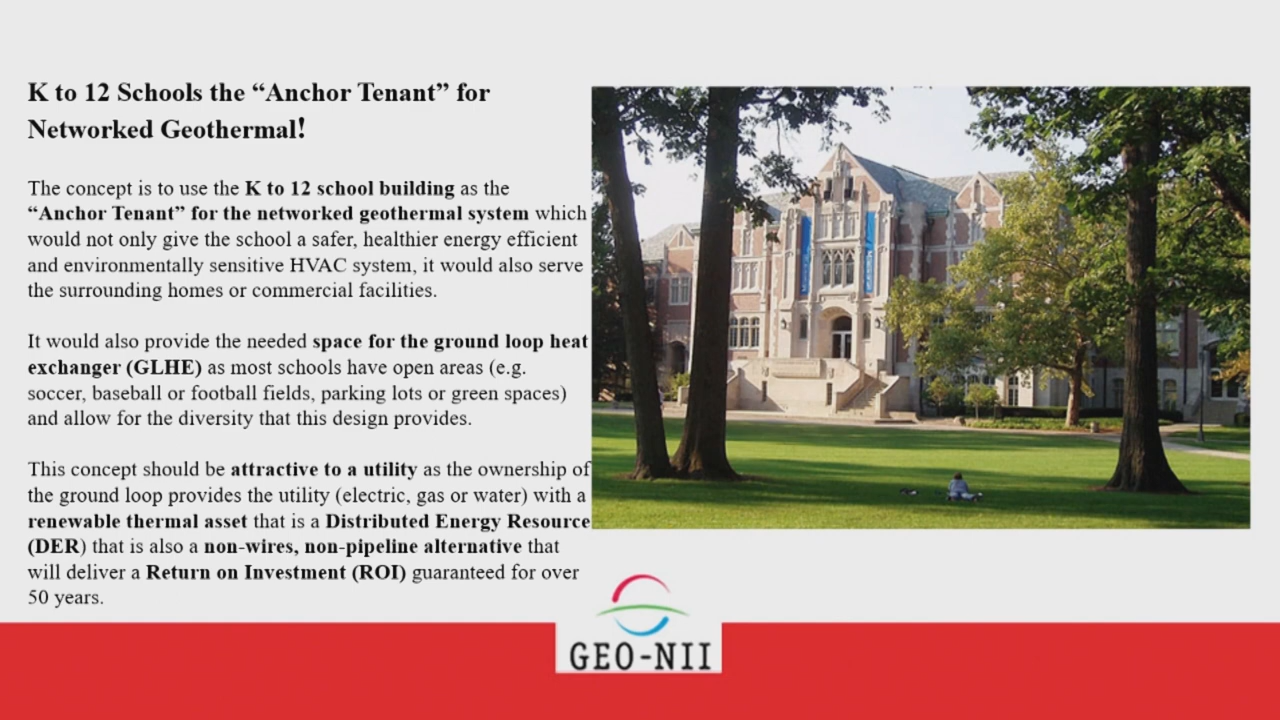 K to 12 Schools the “Anchor Tenant” for
Networked Geothermal!
The concept is to use the K to 12 school building as the
“Anchor Tenant” for the networked geothermal system which
would not only give the school a safer, healthier energy efficient
and environmentally sensitive HVAC system, it would also serve
the surrounding homes or commercial facilities.
It would also provide the needed space for the ground loop heat
exchanger (GLHE) as most schools have open areas (e.g.
soccer, baseball or football fields, parking lots or green spaces)
and allow for the diversity that this design provides.
This concept should be attractive to a utility as the ownership of
the ground loop provides the utility (electric, gas or water) with a
renewable thermal asset that is a Distributed Energy Resource
(DER) that is also a non-wires, non-pipeline alternative that
will deliver a Return on Investment (ROI) guaranteed for over
50 years.
GEO-NII